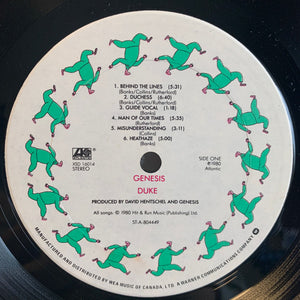 1. BEHIND THE LINES (5:31)
(Banks/Collins/Rutherford)
2. DUCHESS (6:40)
(Banks/Collins/Rutherford)
3. GUIDE VOCAL (1:18)
(Banks)
4. MAN OF OUR TIMES (5:35)
(Rutherford)
5. MISUNDERSTANDING (3:11)
(Collins)
6. HEATHAZE (5:00)
(Banks)
ATLANTIC
XSD 16014
STEREO
SIDE ONE
℗1980
Atlantic
GENESIS
DUKE
PRODUCED BY DAVID HENTSCHEL AND GENESIS
All songs: © 1980 Hit & Run Music (Publishing) Ltd.
ST-A-804449
MANUFACTURED AND DISTRIBUTED BY WEA MUSIC OF CANADA, LTD. A WARNER COMMUNICATIONS COMPANY